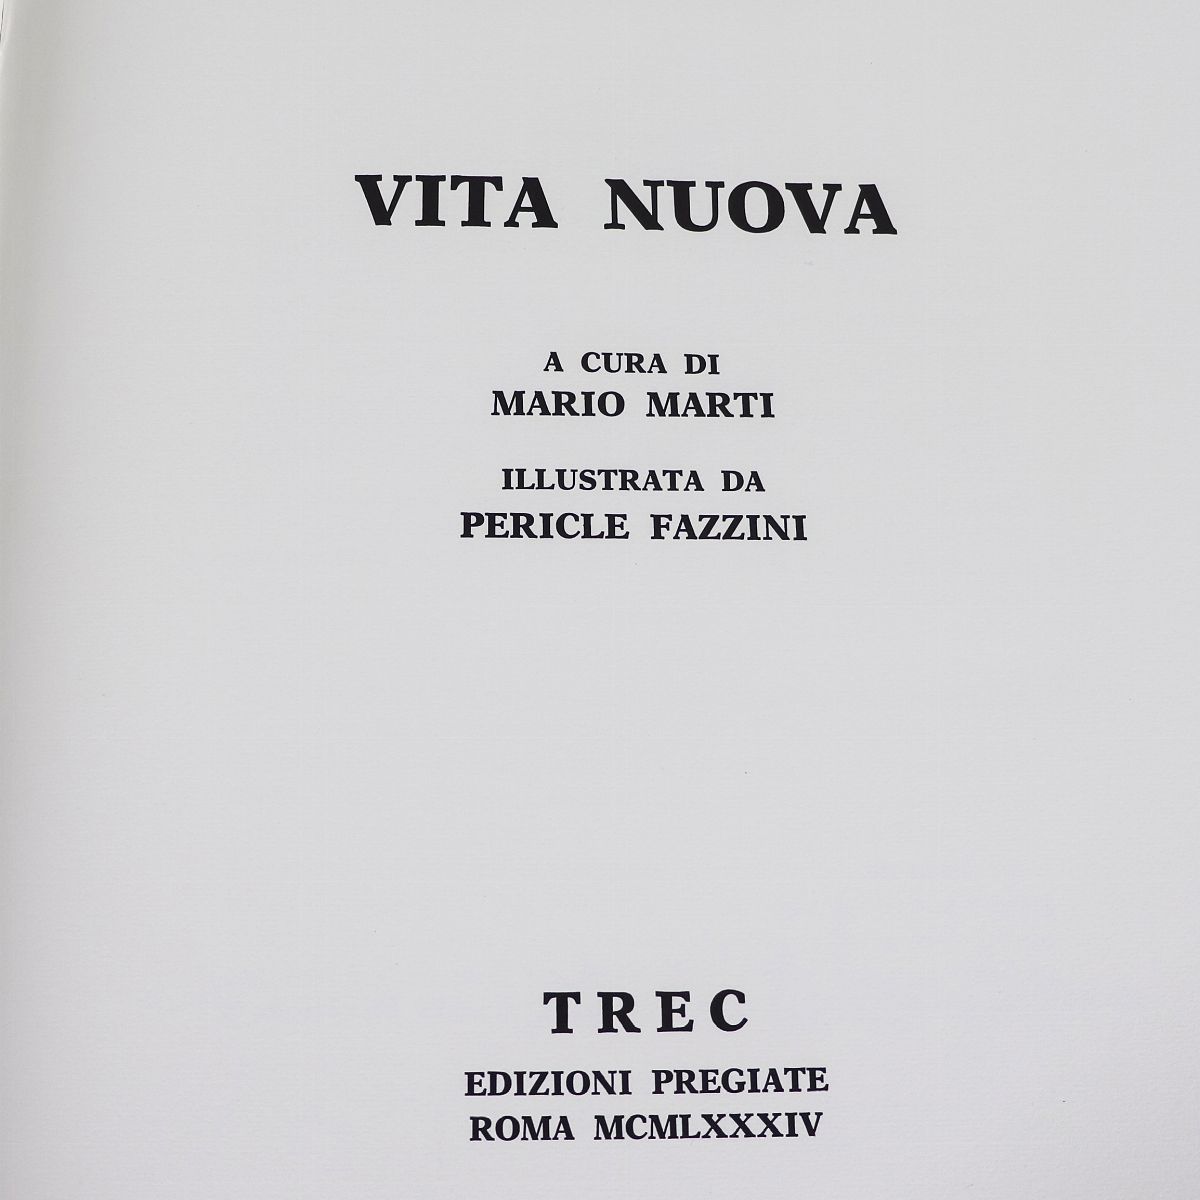 VITA NUOVA
A CURA DI
MARIO MARTI
ILLUSTRATA DA
PERICLE FAZZINI
TREC
EDIZIONI PREGIATE
ROMA MCMLXXXIV